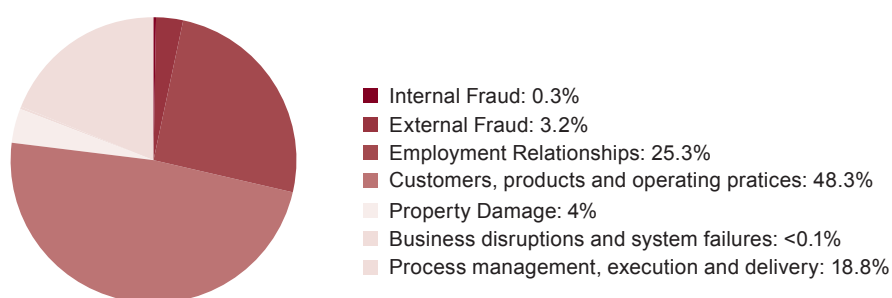 Internal Fraud: 0.3%
External Fraud: 3.2%
Employment Relationships: 25.3%
Customers, products and operating pratices: 48.3%
Property Damage: 4%
Business disruptions and system failures: <0.1%
Process management, execution and delivery: 18.8%